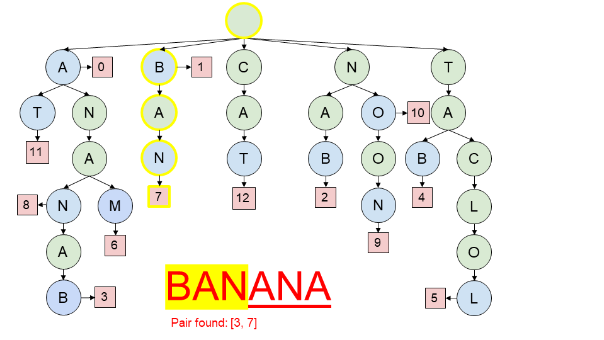 A 0 B 1 C N T
T N A A A O 10 A
11 A N T B O B C
8 N M 7 12 2 N 4 L
A 6 9 O
B 3 5 L
BANANA
Pair found: [3, 7]